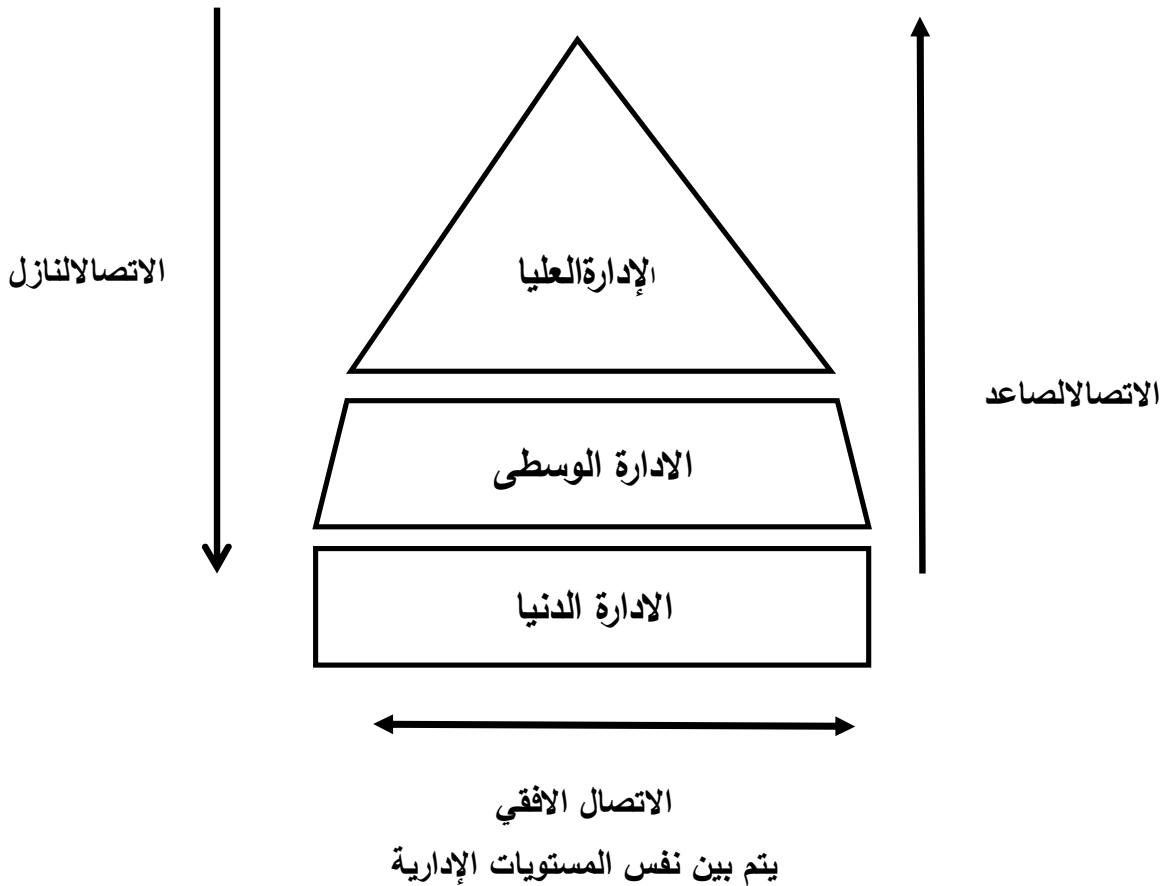 الإدارةالعليا
الاتصالالنازل
الاتصالالصاعد
الادارة الوسطى
الادارة الدنيا
الاتصال الافقي
يتم بين نفس المستويات الإدارية